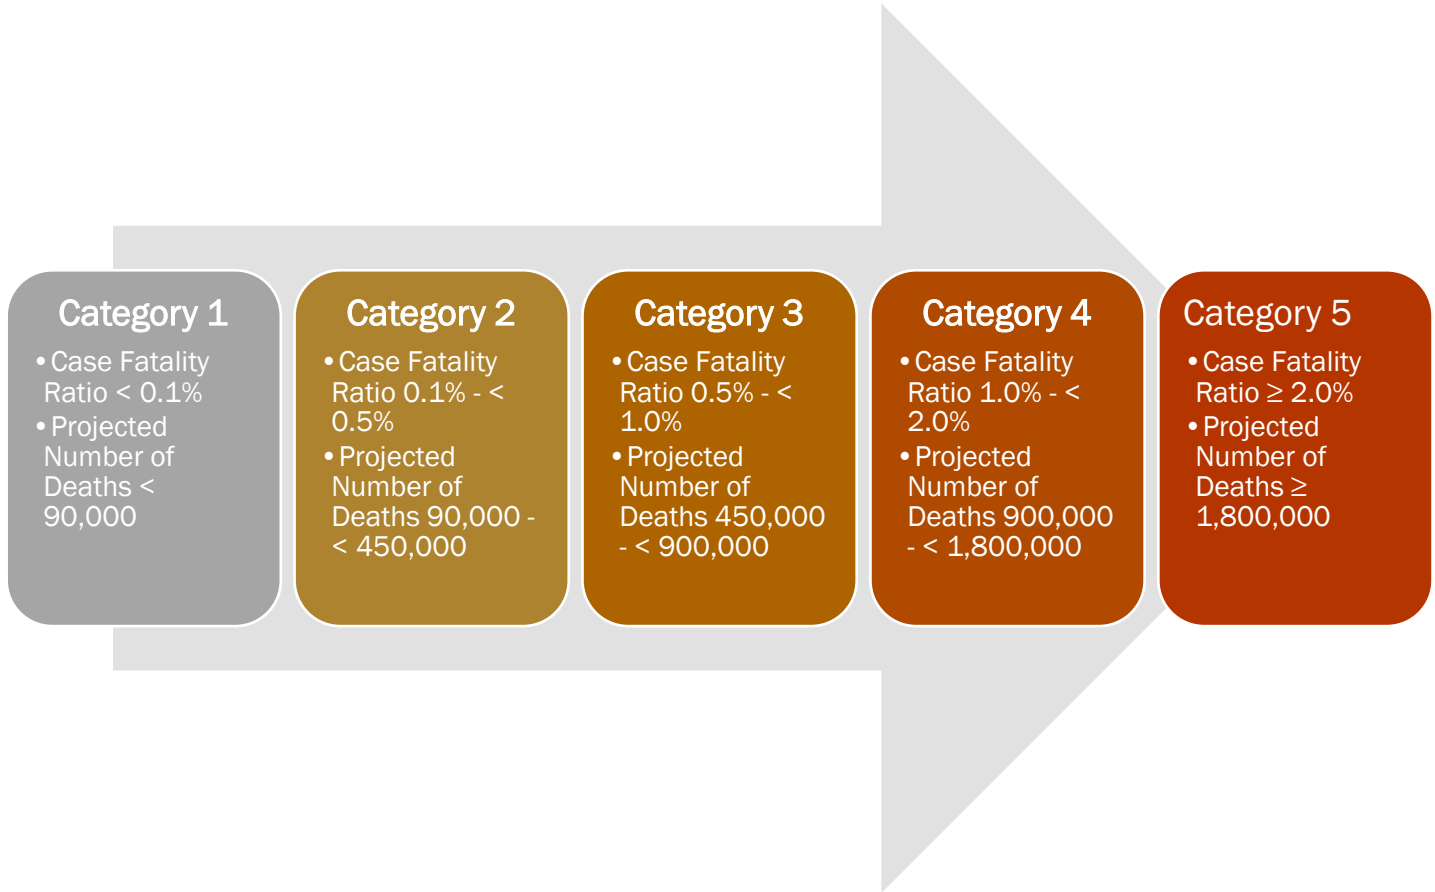 Category 1
• Case Fatality
Ratio < 0.1%
• Projected
Number of
Deaths <
90,000
Category 2
• Case Fatality
Ratio 0.1% - <
0.5%
• Projected
Number of
Deaths 90,000 -
< 450,000
Category 3
• Case Fatality
Ratio 0.5% - <
1.0%
• Projected
Number of
Deaths 450,000
- < 900,000
Category 4
• Case Fatality
Ratio 1.0% - <
2.0%
• Projected
Number of
Deaths 900,000
- < 1,800,000
Category 5
• Case Fatality
Ratio ≥ 2.0%
• Projected
Number of
Deaths ≥
1,800,000